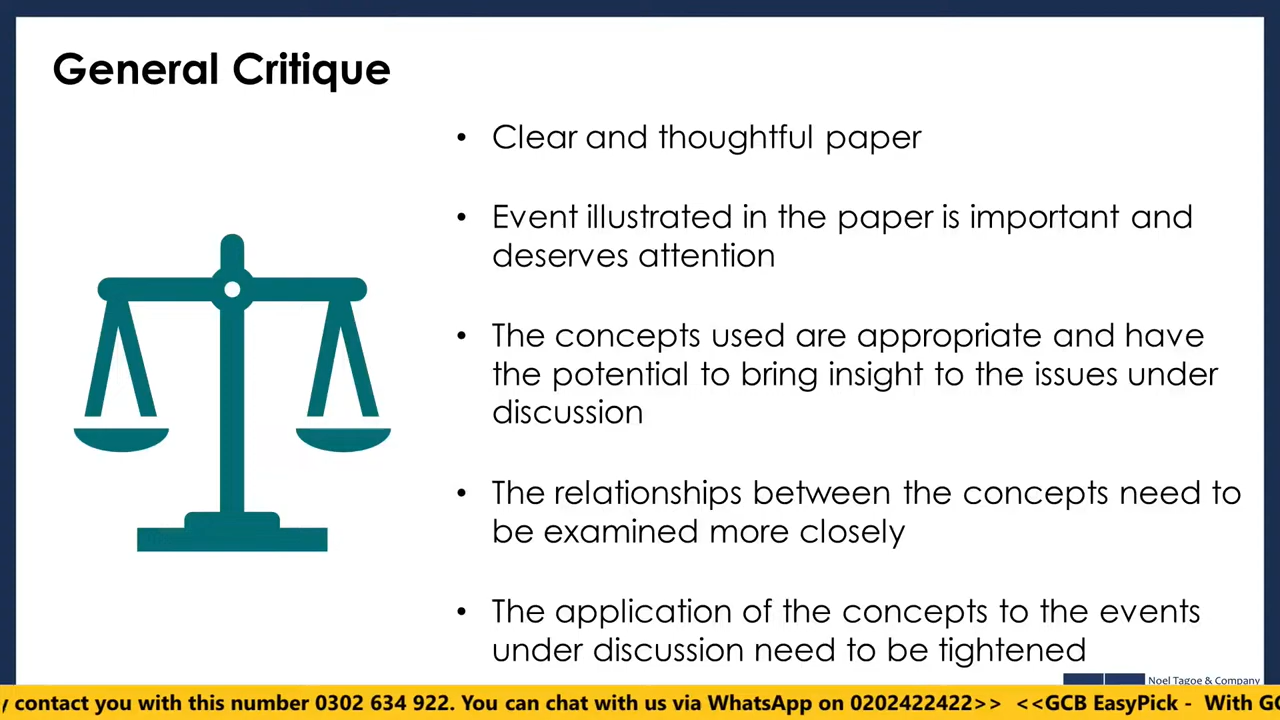 General Critique
• Clear and thoughtful paper
• Event illustrated in the paper is important and
deserves attention
• The concepts used are appropriate and have
the potential to bring insight to the issues under
discussion
• The relationships between the concepts need to
be examined more closely
• The application of the concepts to the events
under discussion need to be tightened
Noel Tagoe & Company
y contact you with this number 0302 634 922. You can chat with us via WhatsApp on 0202422422>> <<GCB EasyPick - With GC